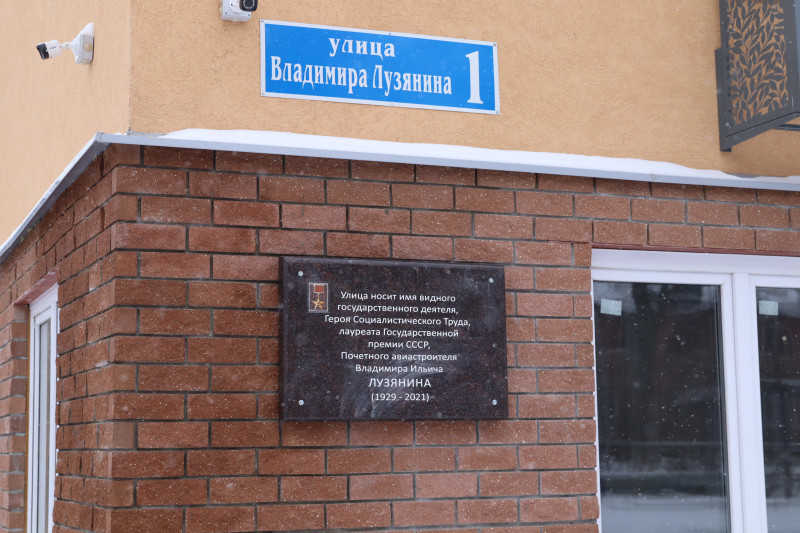 улица
Владимира Лузянина 1
Улица носит имя видного
государственного деятеля,
Героя Социалистического Труда,
лауреата Государственной
премии СССР,
Почетного авиастроителя
Владимира Ильича
ЛУЗЯНИНА
(1929 - 2021)